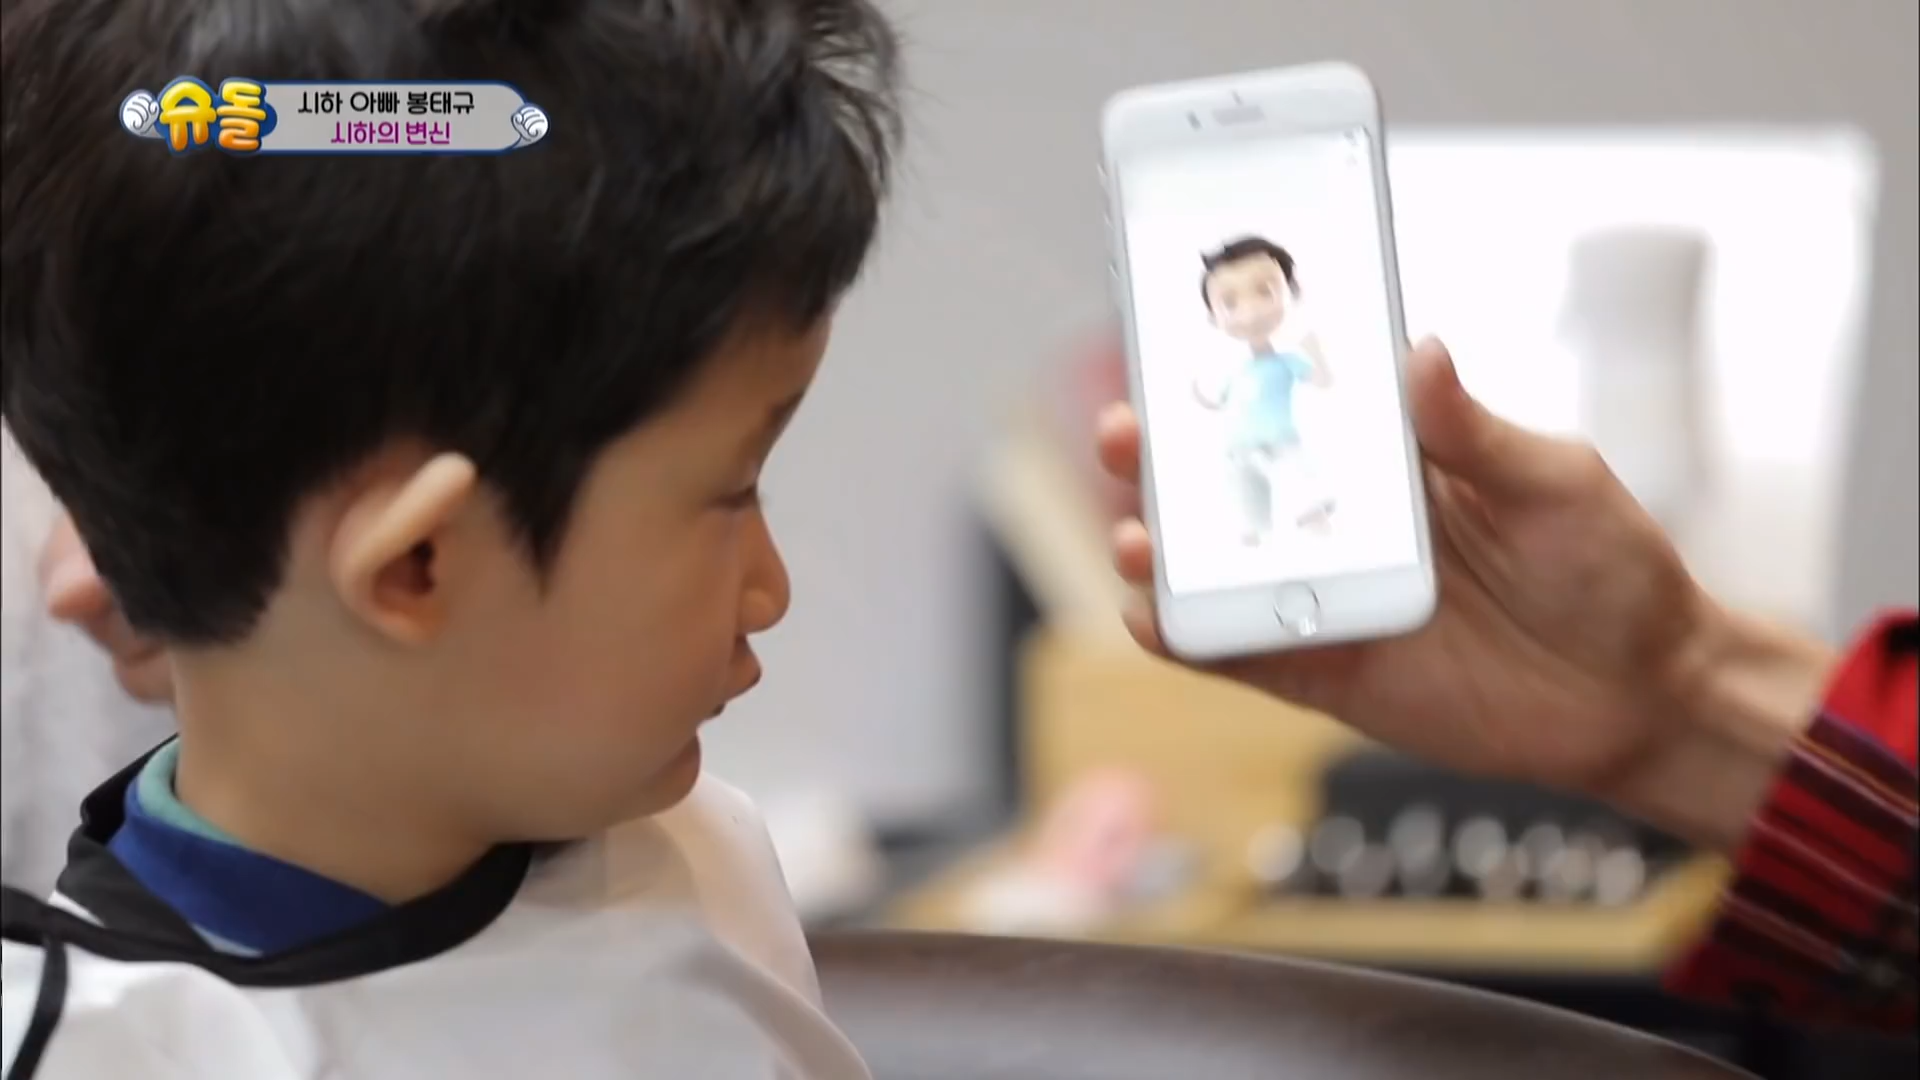 슈돌
시하 아빠 봉태규
시하의 변신